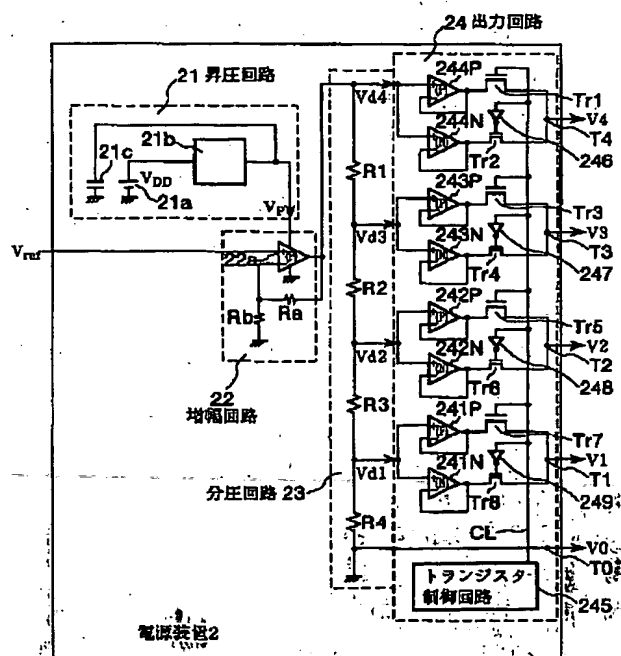 24 出力回路
21 昇圧回路
21b
21c
VDD
21a
VPW
Vref
22a
Rb
Ra
22
増幅回路
分圧回路 23
Vd4
R1
Vd3
R2
Vd2
R3
Vd1
R4
244P
244N
Tr1
V4
T4
Tr2
246
243P
243N
Tr3
V3
T3
Tr4
247
242P
242N
Tr5
V2
T2
Tr6
248
241P
241N
Tr7
V1
T1
Tr8
249
CL
V0
T0
トランジスタ
制御回路
245
電源装置2